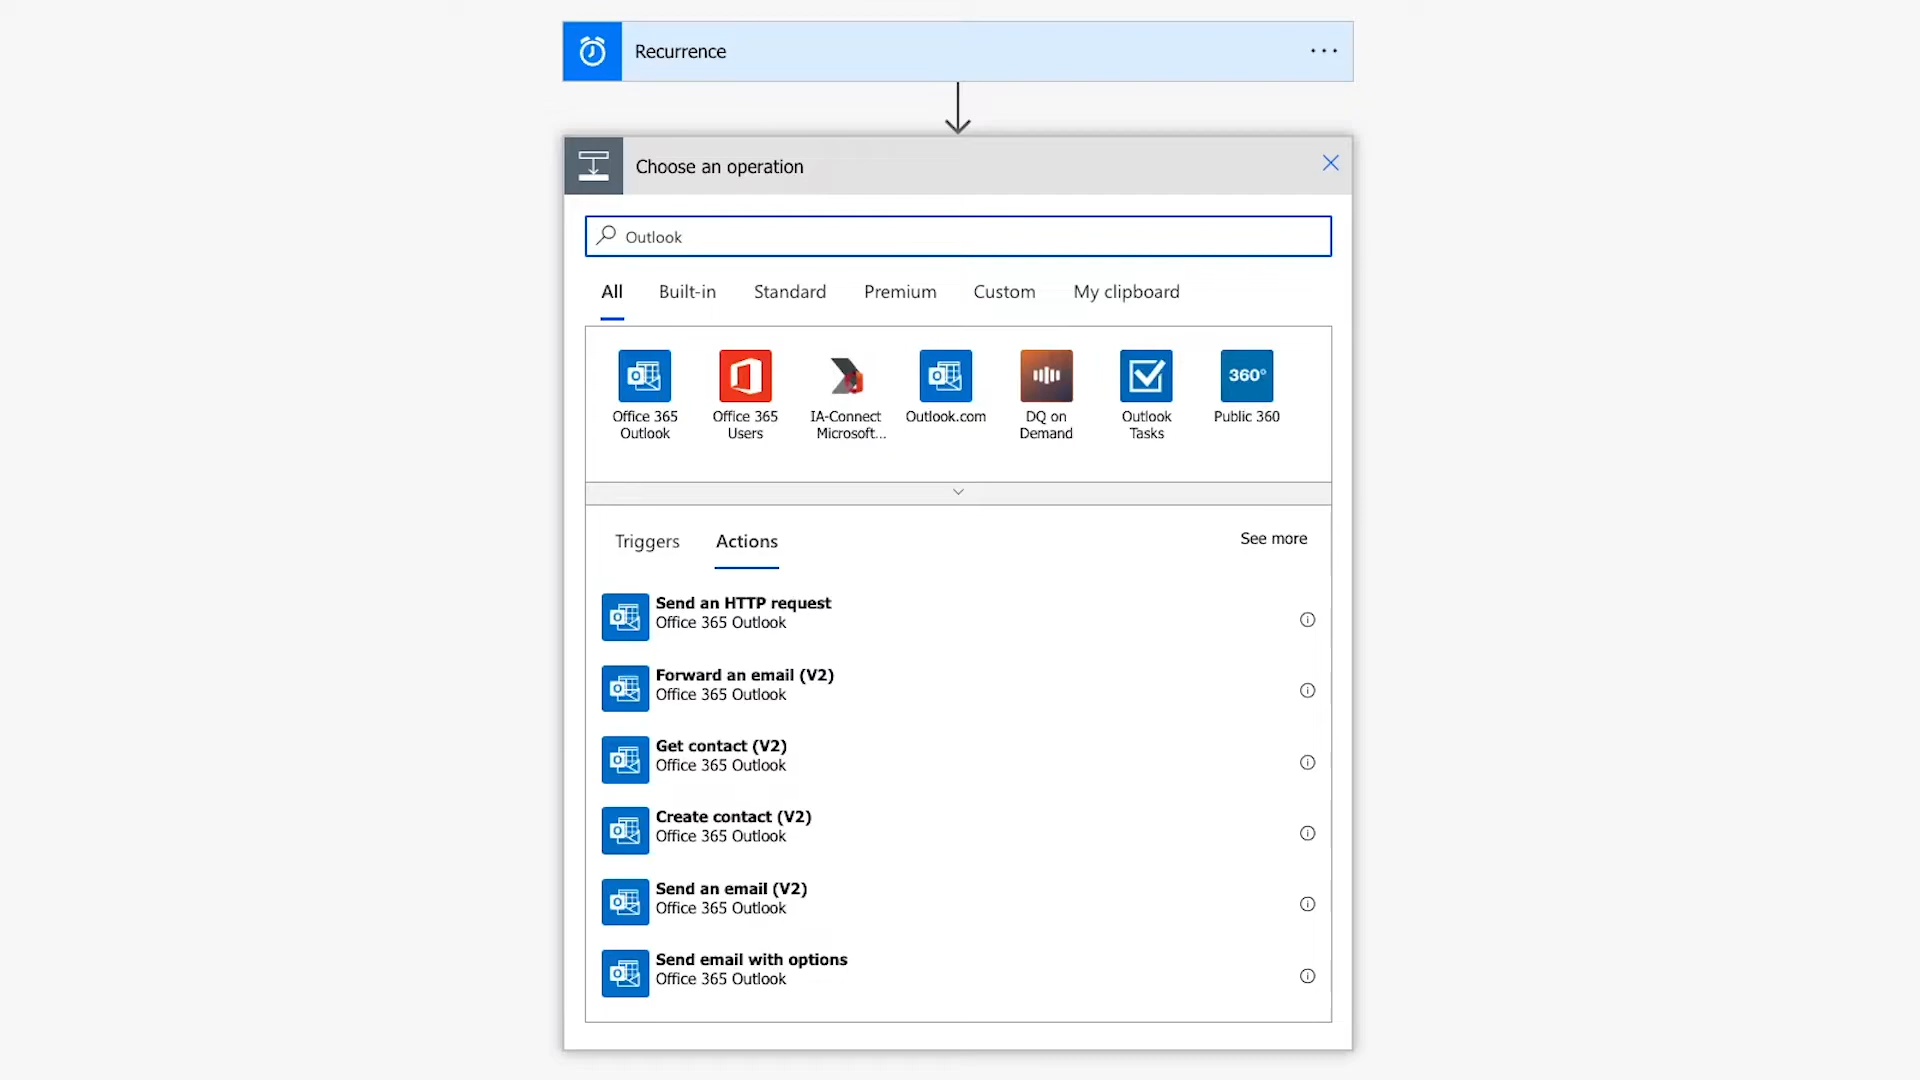 Recurrence
Choose an operation
Outlook
All Built-in Standard Premium Custom My clipboard
Office 365 Outlook
Office 365 Users
IA-Connect Microsoft...
Outlook.com
DQ on Demand
Outlook Tasks
360°
Public 360
Triggers Actions See more
Send an HTTP request
Office 365 Outlook
Forward an email (V2)
Office 365 Outlook
Get contact (V2)
Office 365 Outlook
Create contact (V2)
Office 365 Outlook
Send an email (V2)
Office 365 Outlook
Send email with options
Office 365 Outlook